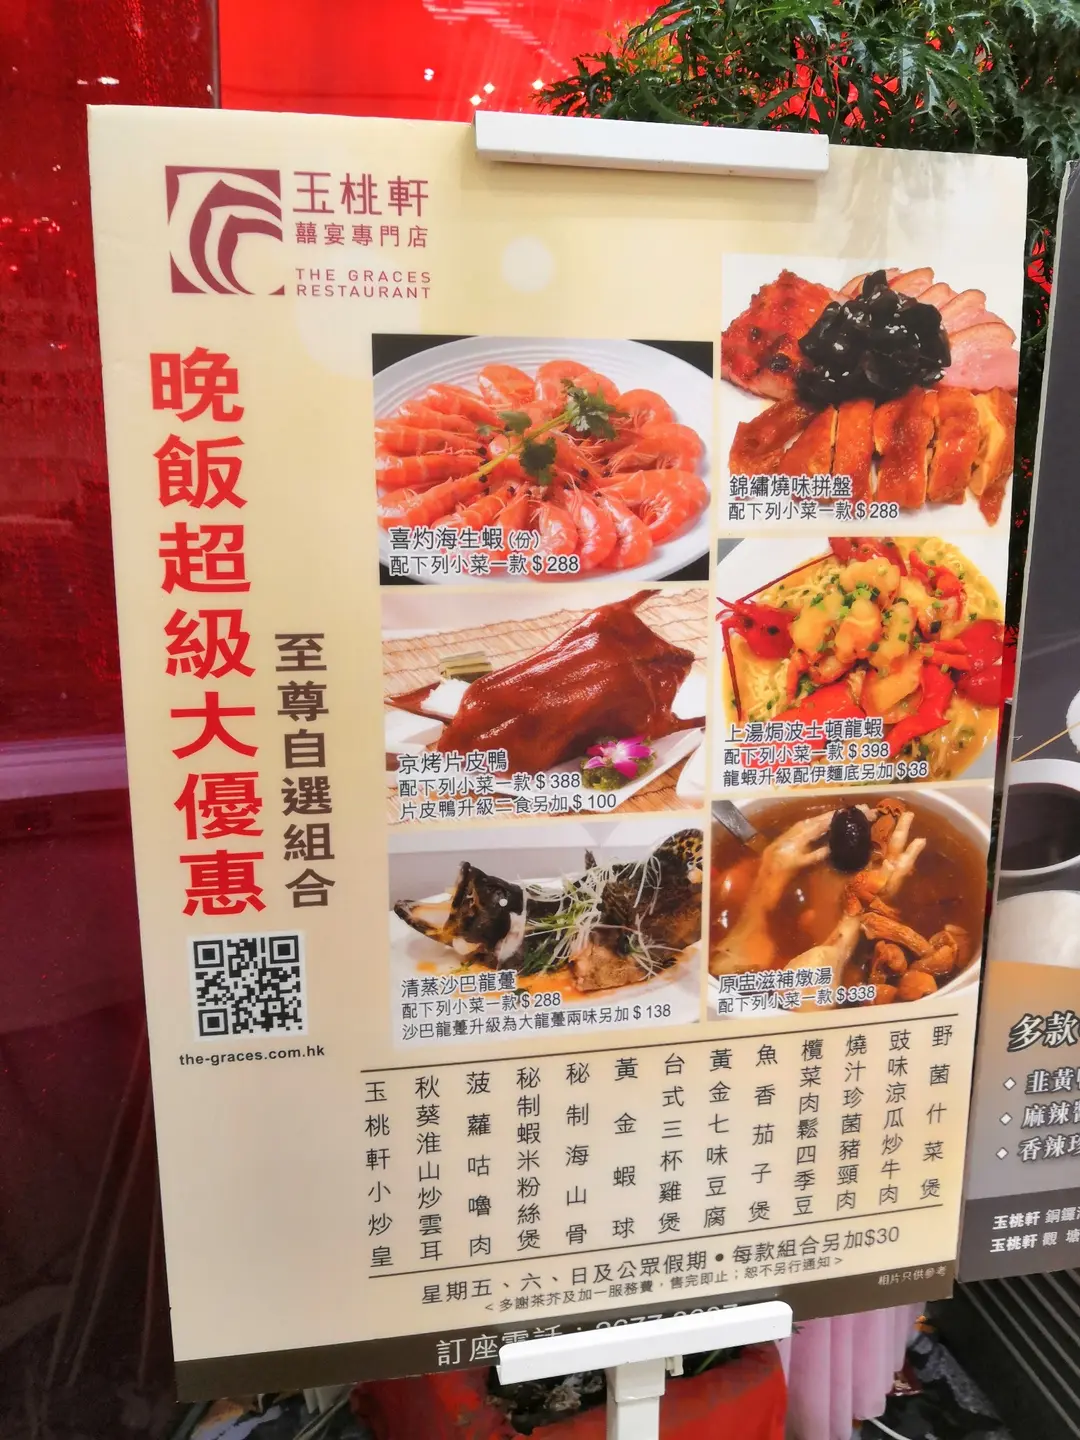 玉桃軒
囍宴專門店
THE GRACES
RESTAURANT
晚飯超級大優惠
至尊自選組合
the-graces.com.hk
喜灼海生蝦(份)
配下列小菜一款$288
錦繡燒味拼盤
配下列小菜一款$288
京烤片皮鴨
配下列小菜一款$388
片皮鴨升級二食另加$100
上湯焗波士頓龍蝦
配下列小菜一款$398
龍蝦升級配伊麵底另加$38
清蒸沙巴龍躉
配下列小菜一款$288
沙巴龍躉升級為大龍躉兩味另加$138
原盅滋補燉湯
配下列小菜一款$338
野菌什菜煲
豉味涼瓜炒牛肉
燒汁珍菌豬頸肉
欖菜肉鬆四季豆
魚香茄子煲
黃金七味豆腐
台式三杯雞煲
黃金蝦球
秘制海山骨
秘制蝦米粉絲煲
菠蘿咕嚕肉
秋葵淮山炒雲耳
玉桃軒小炒皇
星期五、六、日及公眾假期•每款組合另加$30
<多謝茶芥及加一服務費，售完即止；恕不另行通知>
相片只供參考
訂座電話：
多款
◇韭黃
◇麻辣
◇香辣
玉桃軒 銅鑼
玉桃軒 觀塘